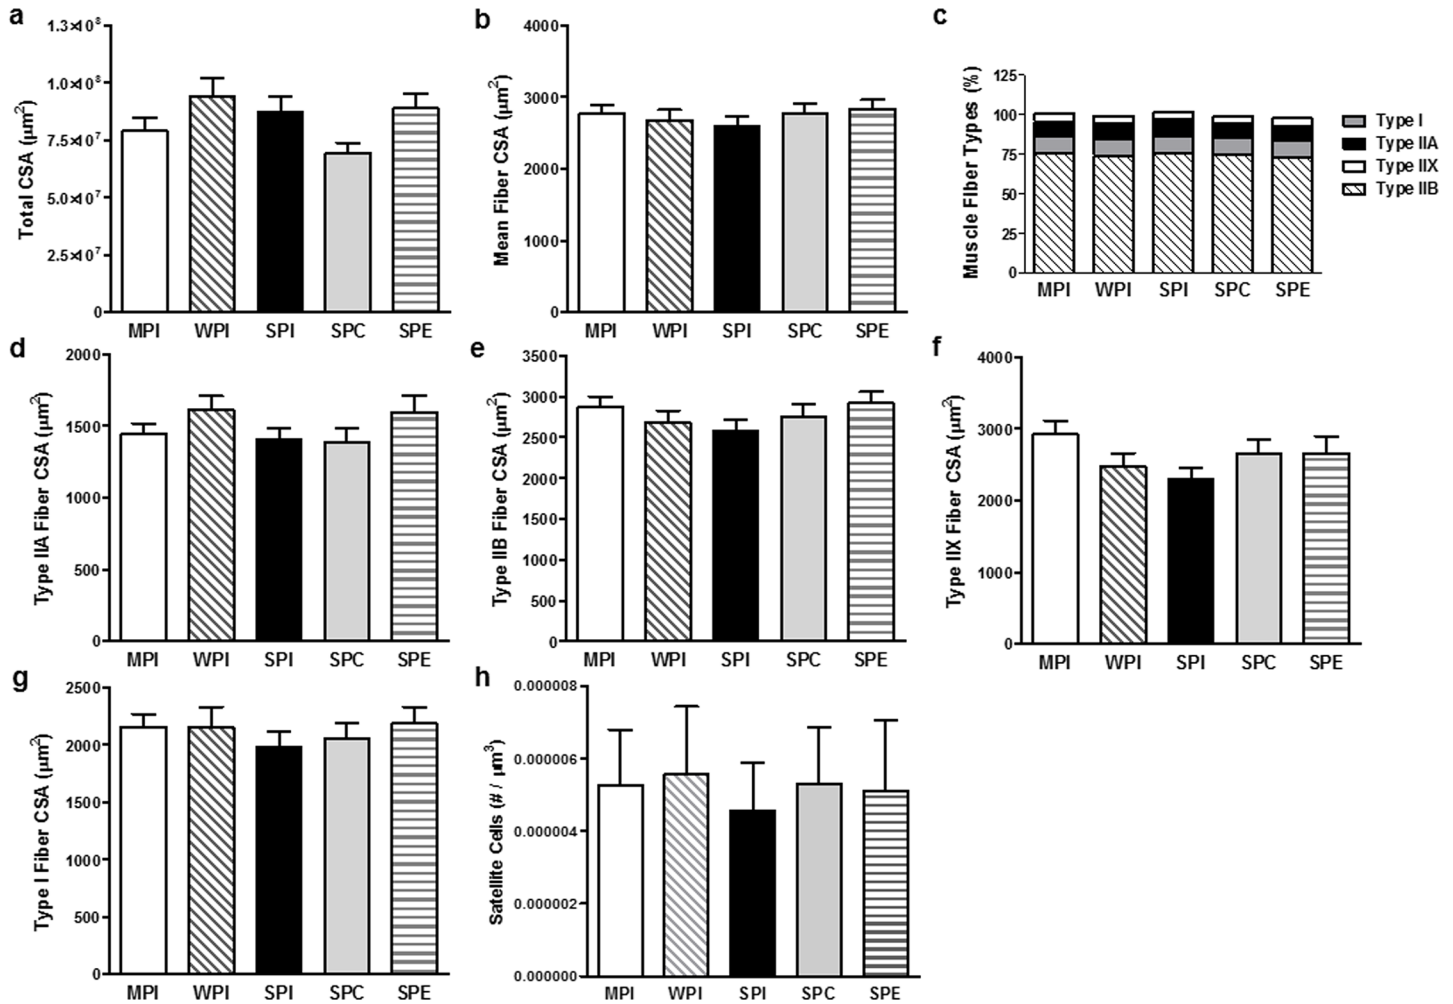 a
Total CSA (µm²)
1.3×10⁸
1.0×10⁸
7.5×10⁷
5.0×10⁷
2.5×10⁷
0
MPI WPI SPI SPC SPE
b
Mean Fiber CSA (µm²)
4000
3000
2000
1000
0
MPI WPI SPI SPC SPE
c
Muscle Fiber Types (%)
125
100
75
50
25
0
MPI WPI SPI SPC SPE
Type I
Type IIA
Type IIX
Type IIB
d
Type IIA Fiber CSA (µm²)
2000
1500
1000
500
0
MPI WPI SPI SPC SPE
e
Type IIB Fiber CSA (µm²)
3500
3000
2500
2000
1500
1000
500
0
MPI WPI SPI SPC SPE
f
Type IIX Fiber CSA (µm²)
4000
3000
2000
1000
0
MPI WPI SPI SPC SPE
g
Type I Fiber CSA (µm²)
2500
2000
1500
1000
500
0
MPI WPI SPI SPC SPE
h
Satellite Cells (# / µm³)
0.000008
0.000006
0.000004
0.000002
0.000000
MPI WPI SPI SPC SPE